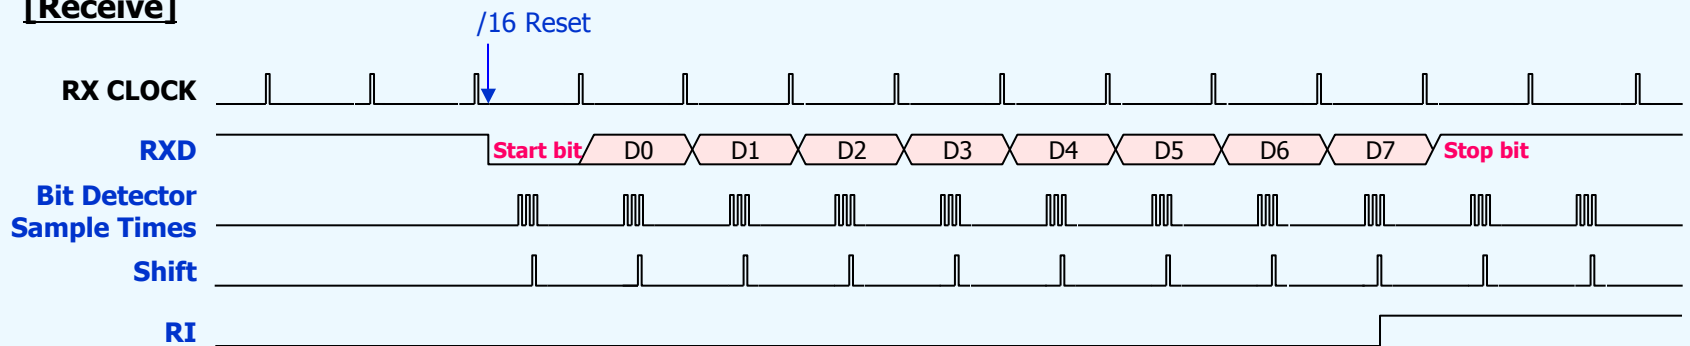 [Receive]
/16 Reset
RX CLOCK
RXD
Start bit D0 D1 D2 D3 D4 D5 D6 D7 Stop bit
Bit Detector
Sample Times
Shift
RI